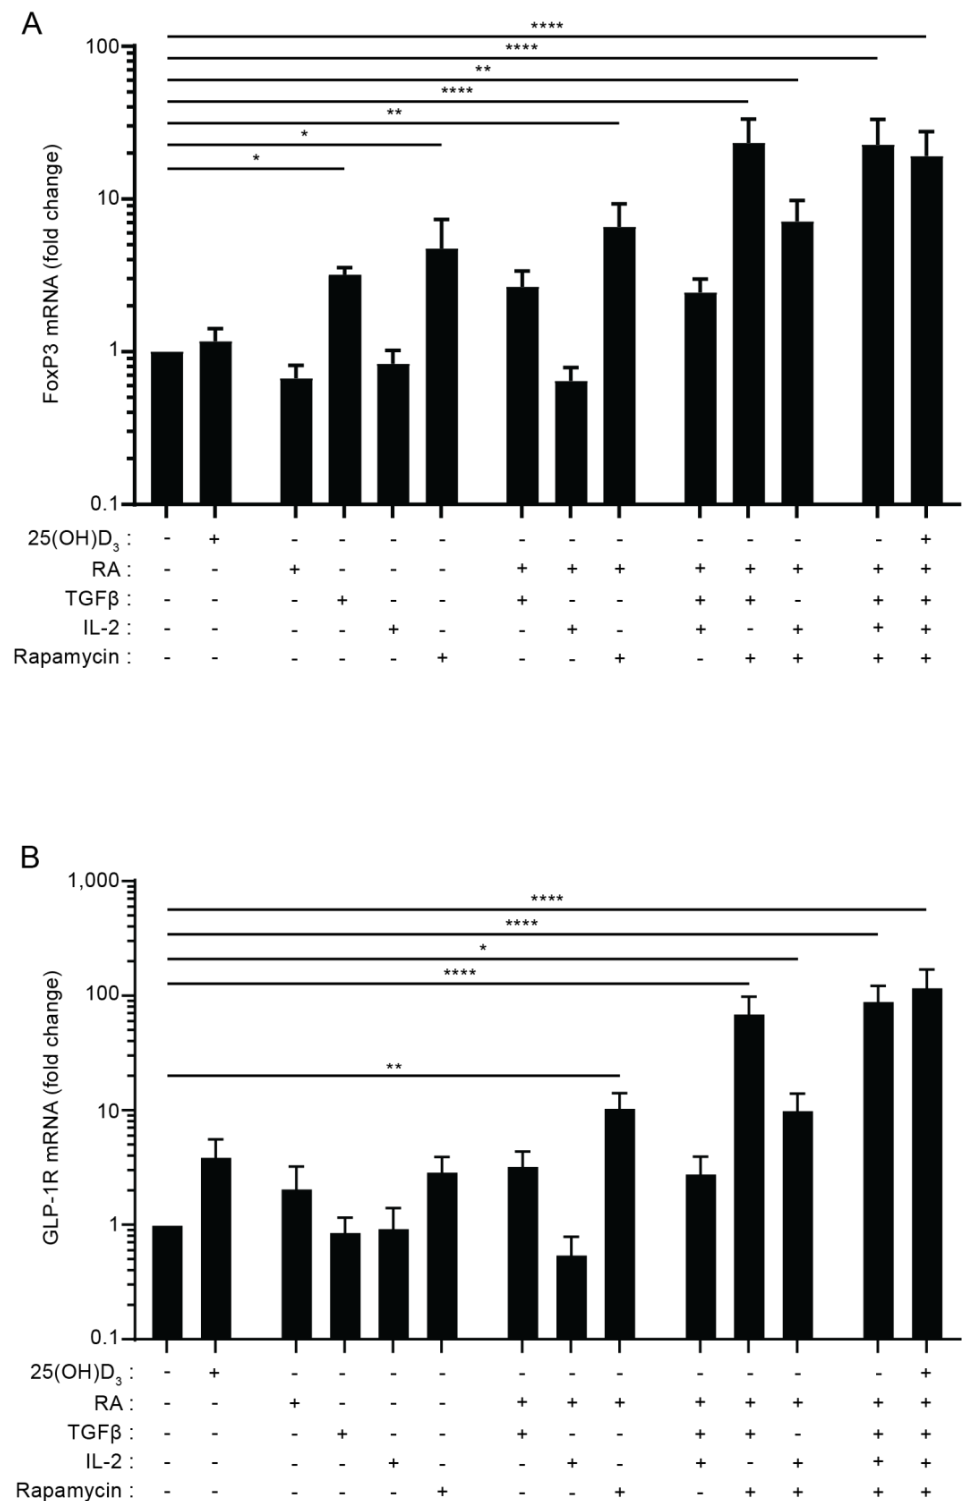 A
****
****
**
****
**
*
*
100
10
1
0.1
FoxP3 mRNA (fold change)
25(OH)D3 : - + - - - - - - - - - - - +
RA : - - + - - - + + + + + + + +
TGFβ : - - - + - - + - - + + - + +
IL-2 : - - - - + - - + - + - + + +
Rapamycin : - - - - - + - - + - + + + +
B
****
****
*
****
**
1,000
100
10
1
0.1
GLP-1R mRNA (fold change)
25(OH)D3 : - + - - - - - - - - - - - +
RA : - - + - - - + + + + + + + +
TGFβ : - - - + - - + - - + + - + +
IL-2 : - - - - + - - + - + - + + +
Rapamycin : - - - - - + - - + - + + + +